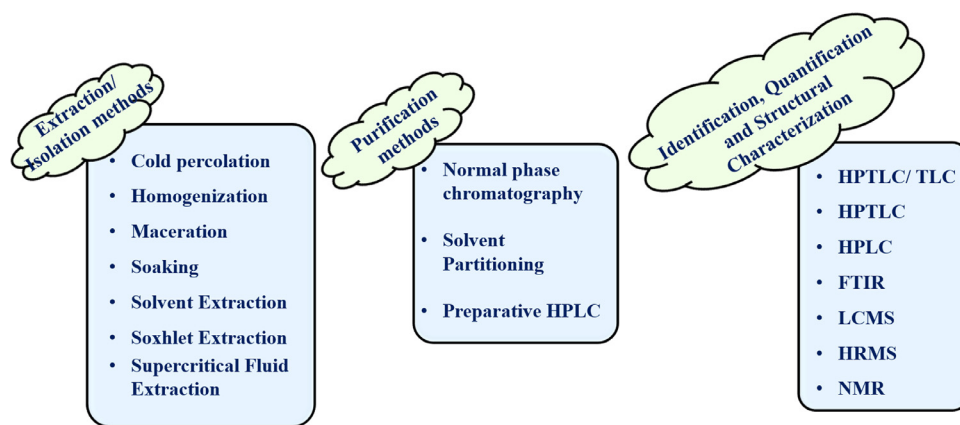 Extraction/
Isolation methods
• Cold percolation
• Homogenization
• Maceration
• Soaking
• Solvent Extraction
• Soxhlet Extraction
• Supercritical Fluid
Extraction
Purification
methods
• Normal phase
chromatography
• Solvent
Partitioning
• Preparative HPLC
Identification, Quantification
and Structural
Characterization
• HPTLC/ TLC
• HPTLC
• HPLC
• FTIR
• LCMS
• HRMS
• NMR